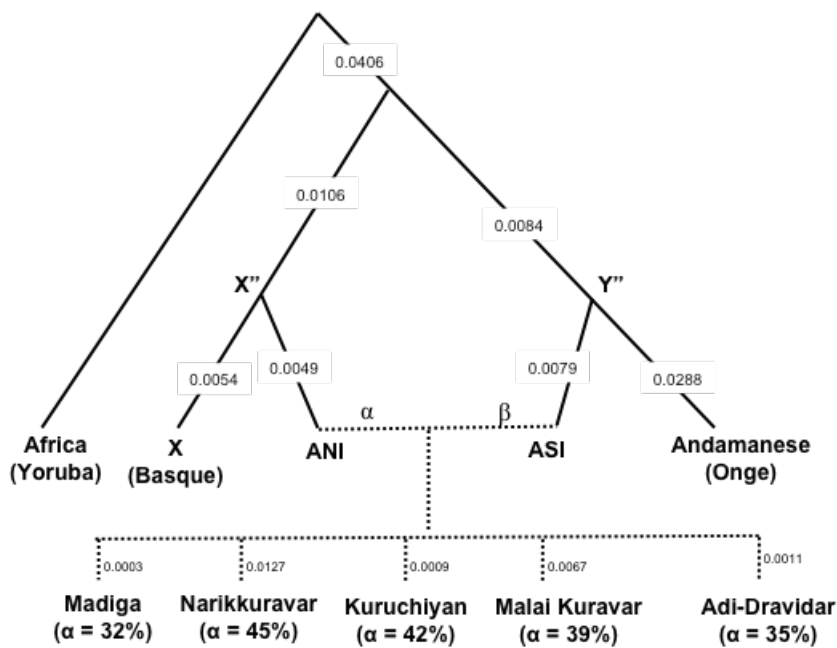 0.0406
0.0106
0.0084
X”
Y”
0.0054
0.0049
0.0079
0.0288
α
β
Africa
(Yoruba)
X
(Basque)
ANI
ASI
Andamanese
(Onge)
0.0003
0.0127
0.0009
0.0067
0.0011
Madiga
(α = 32%)
Narikkuravar
(α = 45%)
Kuruchiyan
(α = 42%)
Malai Kuravar
(α = 39%)
Adi-Dravidar
(α = 35%)